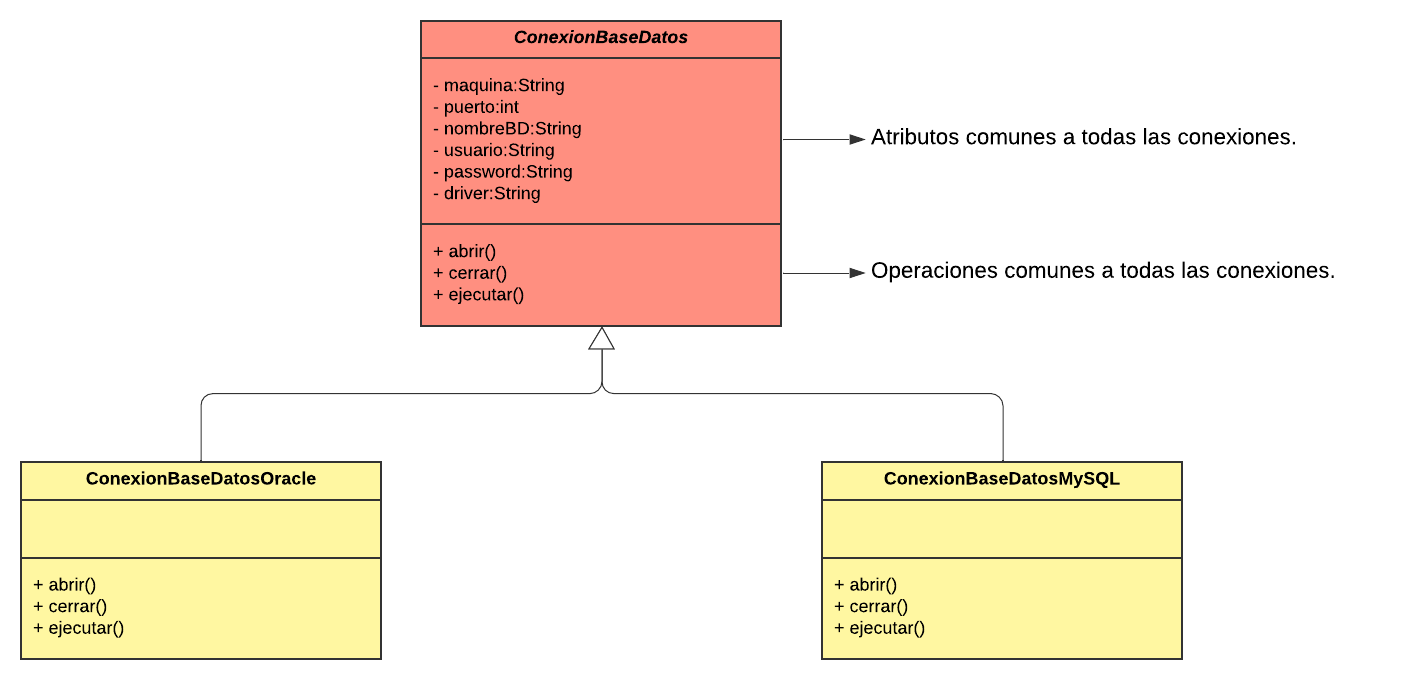 ConexionBaseDatos
- maquina:String
- puerto:int
- nombreBD:String
- usuario:String
- password:String
- driver:String
Atributos comunes a todas las conexiones.
+ abrir()
+ cerrar()
+ ejecutar()
Operaciones comunes a todas las conexiones.
ConexionBaseDatosOracle
+ abrir()
+ cerrar()
+ ejecutar()
ConexionBaseDatosMySQL
+ abrir()
+ cerrar()
+ ejecutar()